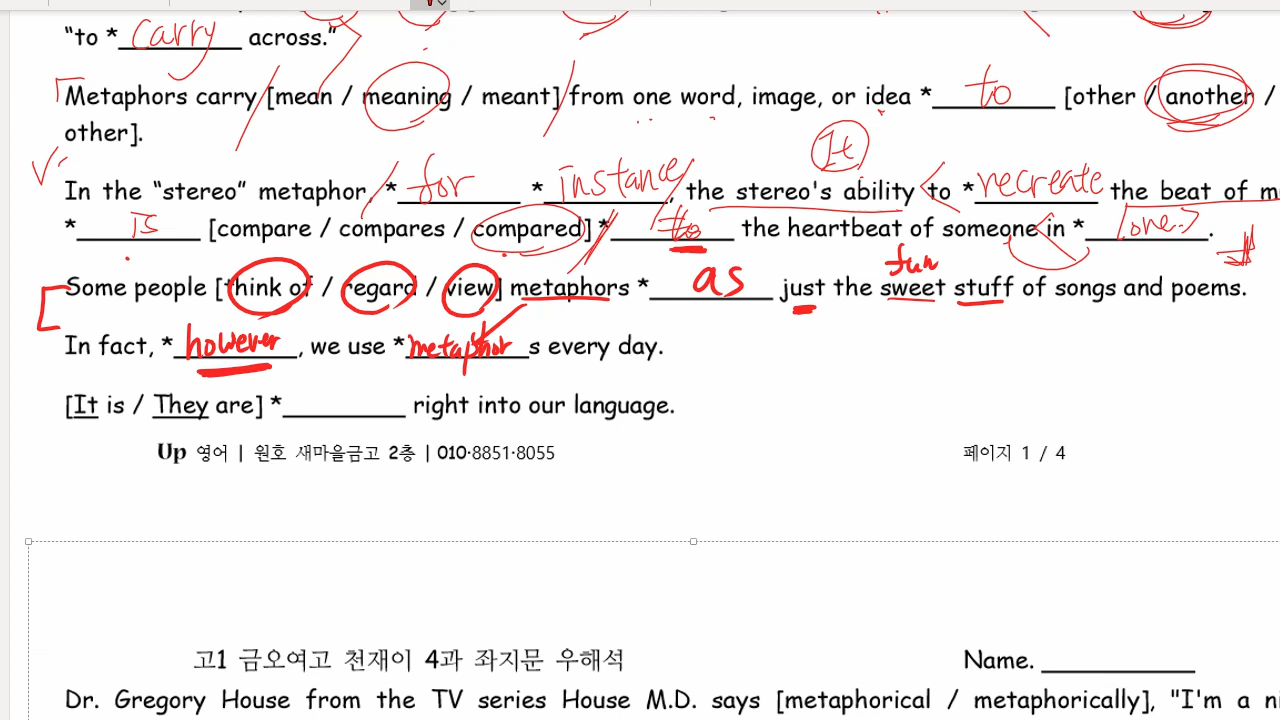 "to * carry across."
Metaphors carry [mean / meaning / meant] from one word, image, or idea * to [other / another /
other].
It
In the "stereo" metaphor, * for * instance, the stereo's ability to * recreate the beat of
* is [compare / compares / compared] * to the heartbeat of someone in * love.
fun
Some people [think of / regard / view] metaphors * as just the sweet stuff of songs and poems.
In fact, * however, we use * metaphors every day.
[It is / They are] *__________ right into our language.
Up 영어 | 원호 새마을금고 2층 | 010·8851·8055 페이지 1 / 4
고1 금오여고 천재이 4과 좌지문 우해석 Name. __________
Dr. Gregory House from the TV series House M.D. says [metaphorical / metaphorically], "I'm a